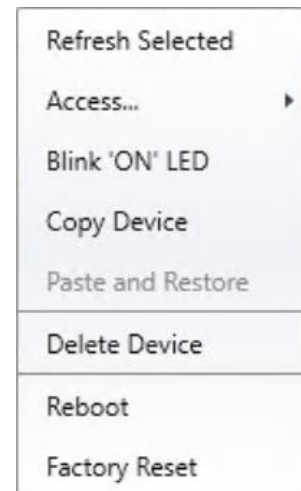 Refresh Selected
Access...
Blink 'ON' LED
Copy Device
Paste and Restore
Delete Device
Reboot
Factory Reset